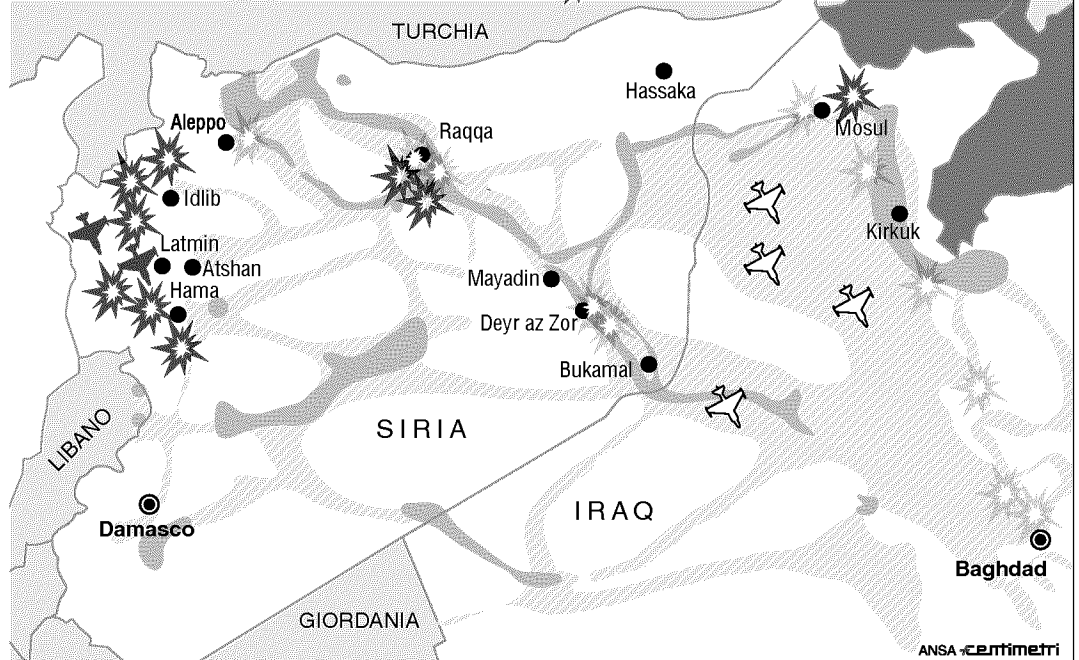 TURCHIA
Hassaka
Aleppo
Raqqa
Mosul
Idlib
Kirkuk
Latmin
Atshan
Hama
Mayadin
Deyr az Zor
Bukamal
LIBANO
SIRIA
IRAQ
Damasco
Baghdad
GIORDANIA
ANSA centimetri